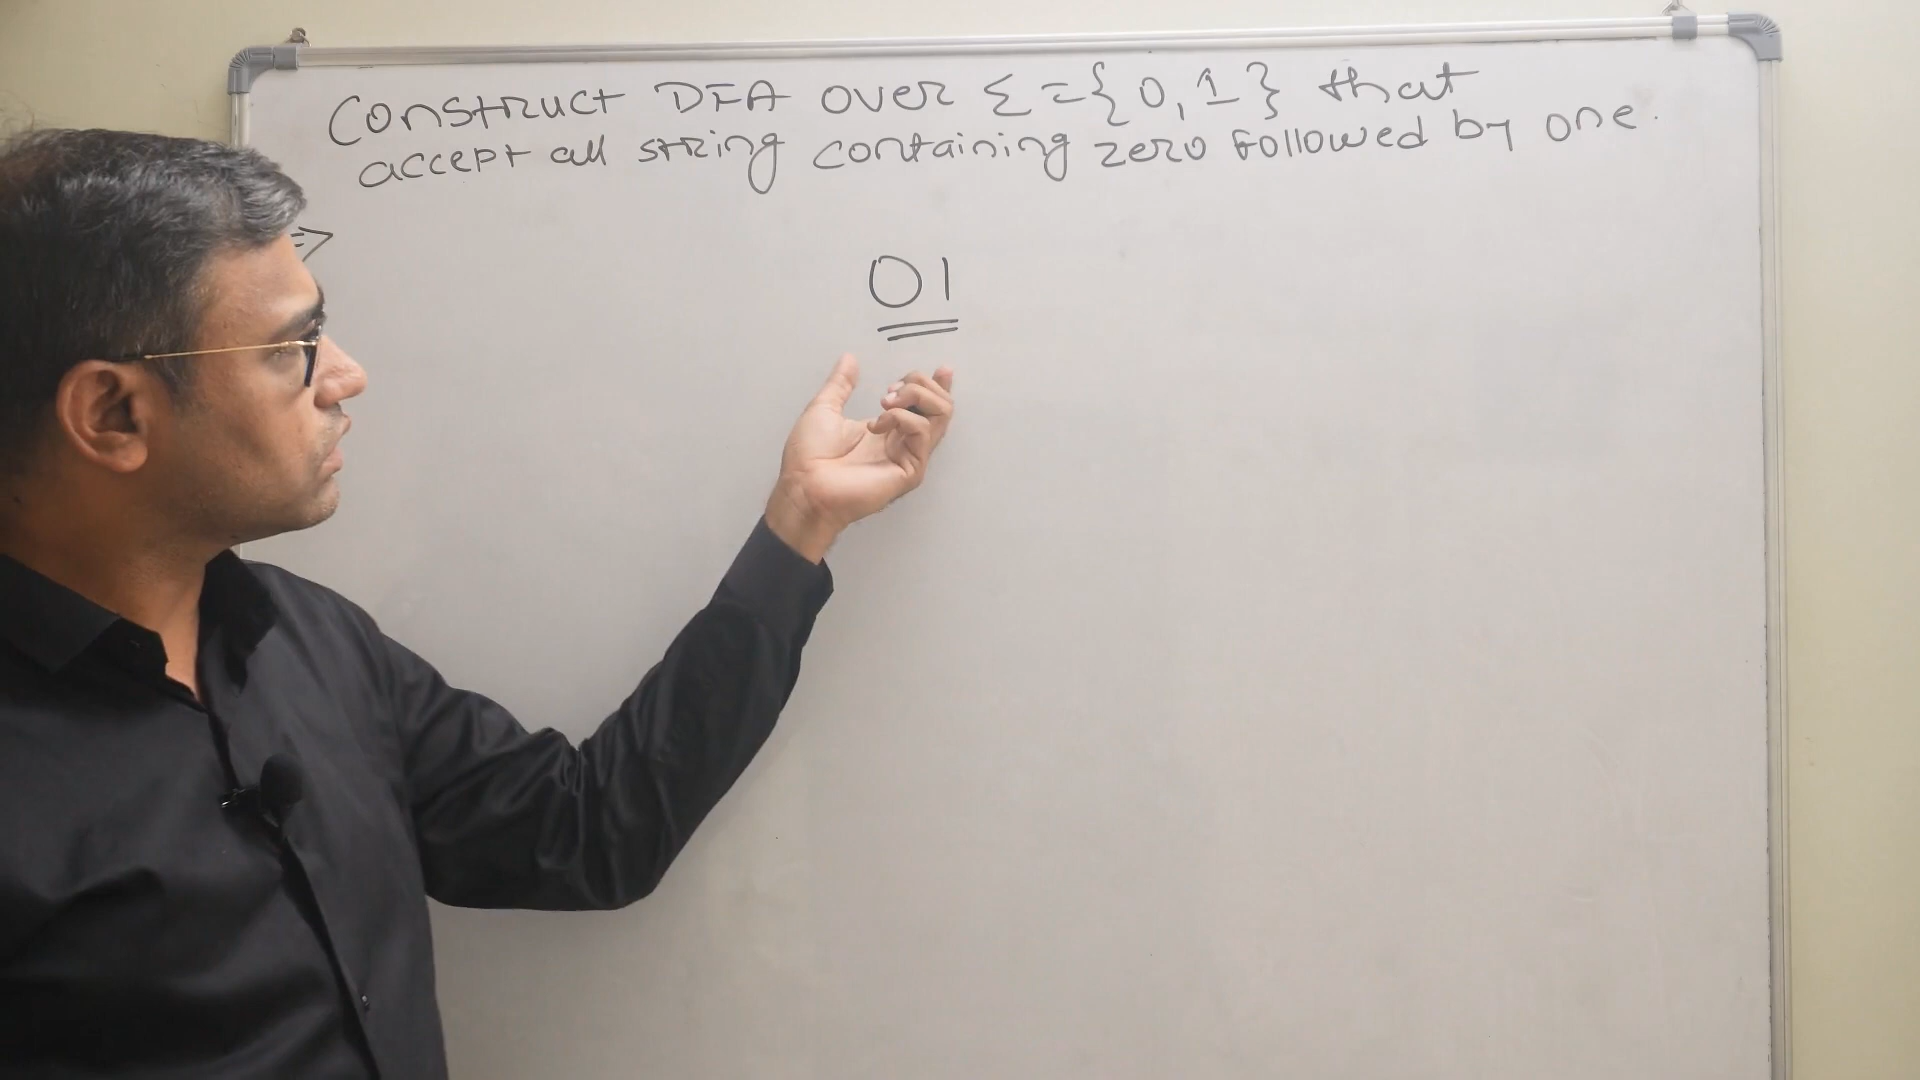 Construct DFA over Σ = {0, 1} that
accept all string containing zero followed by one.
⇒
01